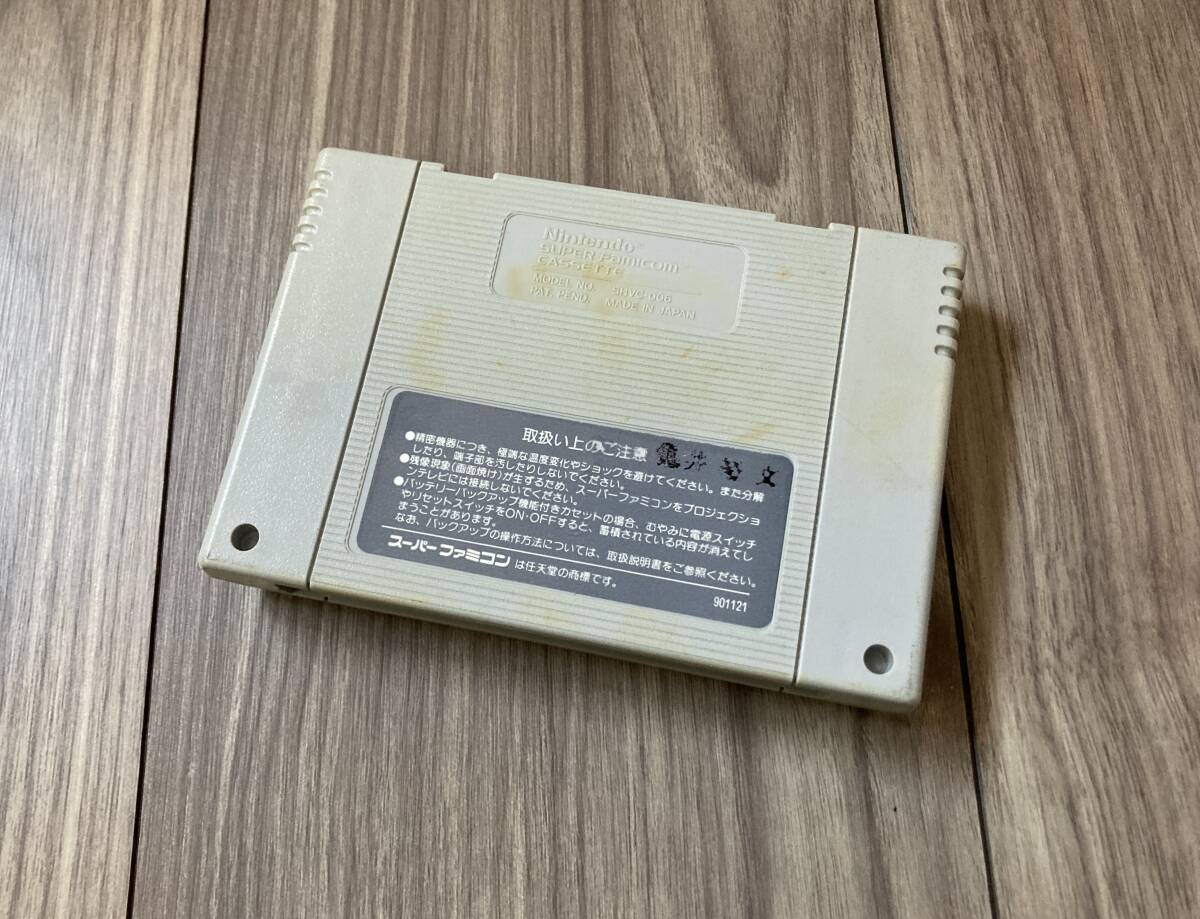 Nintendo
SUPER Famicom™
CASSETTE
MODEL NO. SHVC-006
PAT. PEND. MADE IN JAPAN
取扱い上のご注意
●精密機器につき、極端な温度変化やショックを避けてください。また分解
したり、端子部を汚したりしないでください。
●残像現象(画面焼け)が生ずるため、スーパーファミコンをプロジェクショ
ンテレビには接続しないでください。
●バッテリーバックアップ機能付きカセットの場合、むやみに電源スイッチ
やリセットスイッチをON・OFFすると、蓄積されている内容が消えてし
まうことがあります。
なお、バックアップの操作方法については、取扱説明書をご参照ください。
スーパーファミコンは任天堂の商標です。
901121